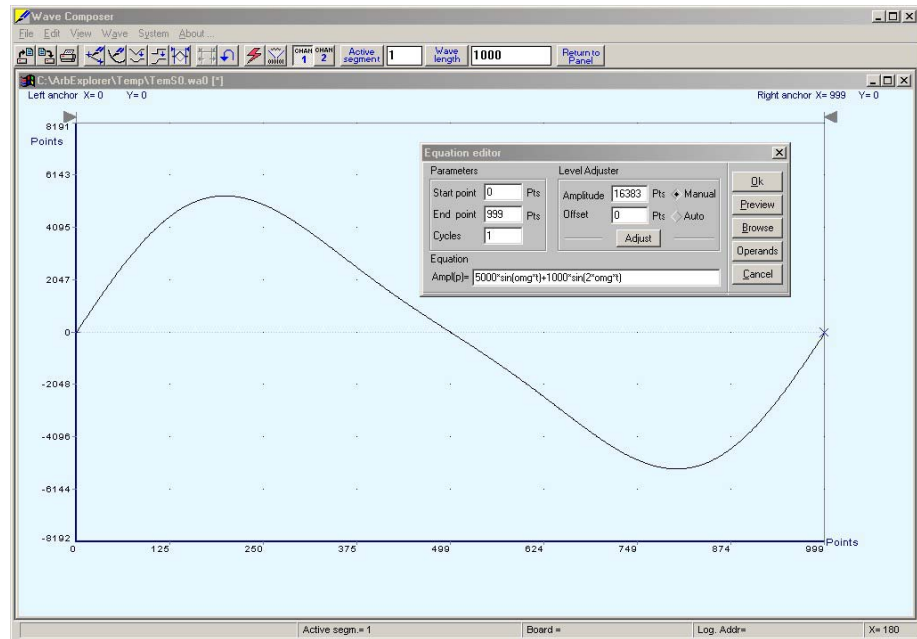 Wave Composer
File Edit View Wave System About...
CHAN 1 CHAN 2 Active segment 1 Wave length 1000 Return to Panel
C:\ArbExplorer\Temp\TemS0.wa0 [*]
Left anchor X= 0 Y= 0 Right anchor X= 999 Y= 0
8191
Points
6143
4095
2047
0
-2048
-4096
-6144
-8192
0 125 250 375 499 624 749 874 999 Points
Equation editor
Parameters
Start point 0 Pts
End point 999 Pts
Cycles 1
Level Adjuster
Amplitude 16383 Pts Manual
Offset 0 Pts Auto
Adjust
Equation
Ampl(p)= 5000*sin(omg*t)+1000*sin(2*omg*t)
Ok
Preview
Browse
Operands
Cancel
Active segm.= 1 Board = Log. Addr= X= 180